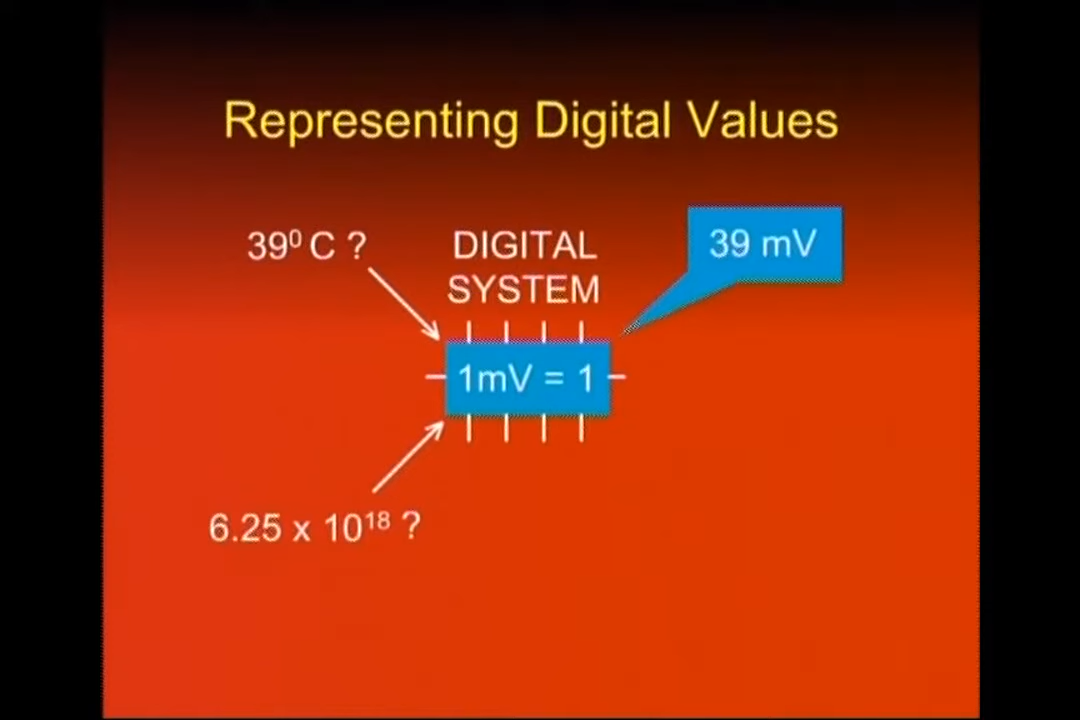 Representing Digital Values
39⁰ C ?
DIGITAL
SYSTEM
39 mV
1mV = 1
6.25 x 10¹⁸ ?